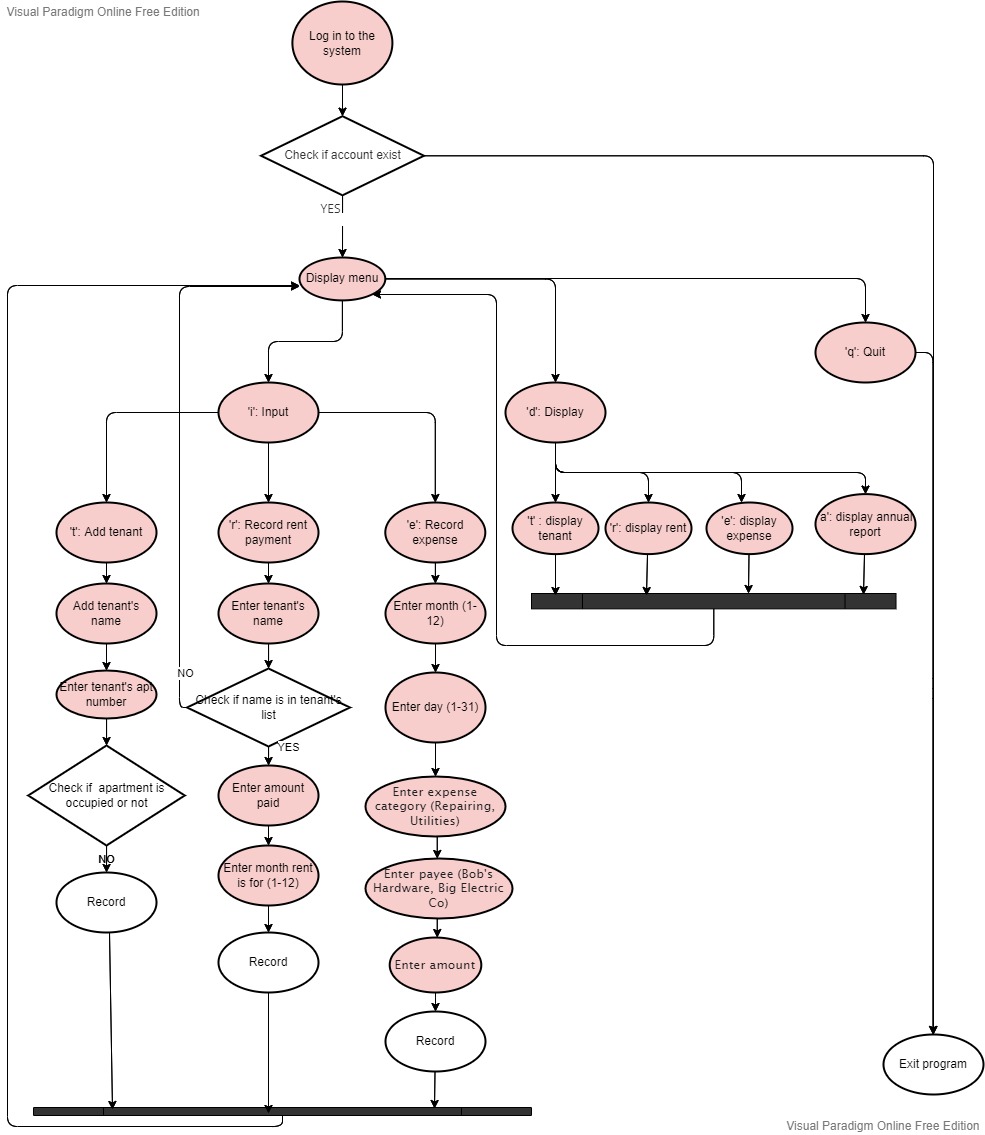 Visual Paradigm Online Free Edition
Log in to the
system
Check if account exist
YES
Display menu
'q': Quit
'i': Input
'd': Display
't': Add tenant
'r': Record rent
payment
'e': Record
expense
't' : display
tenant
'r': display rent
'e': display
expense
a': display annual
report
Add tenant's
name
Enter tenant's
name
Enter month (1-
12)
Enter tenant's apt
number
NO
Check if name is in tenant's
list
Enter day (1-31)
YES
Check if  apartment is
occupied or not
Enter amount
paid
Enter expense
category (Repairing,
Utilities)
NO
Enter month rent
is for (1-12)
Enter payee (Bob's
Hardware, Big Electric
Co)
Record
Record
Enter amount
Record
Exit program
Visual Paradigm Online Free Edition